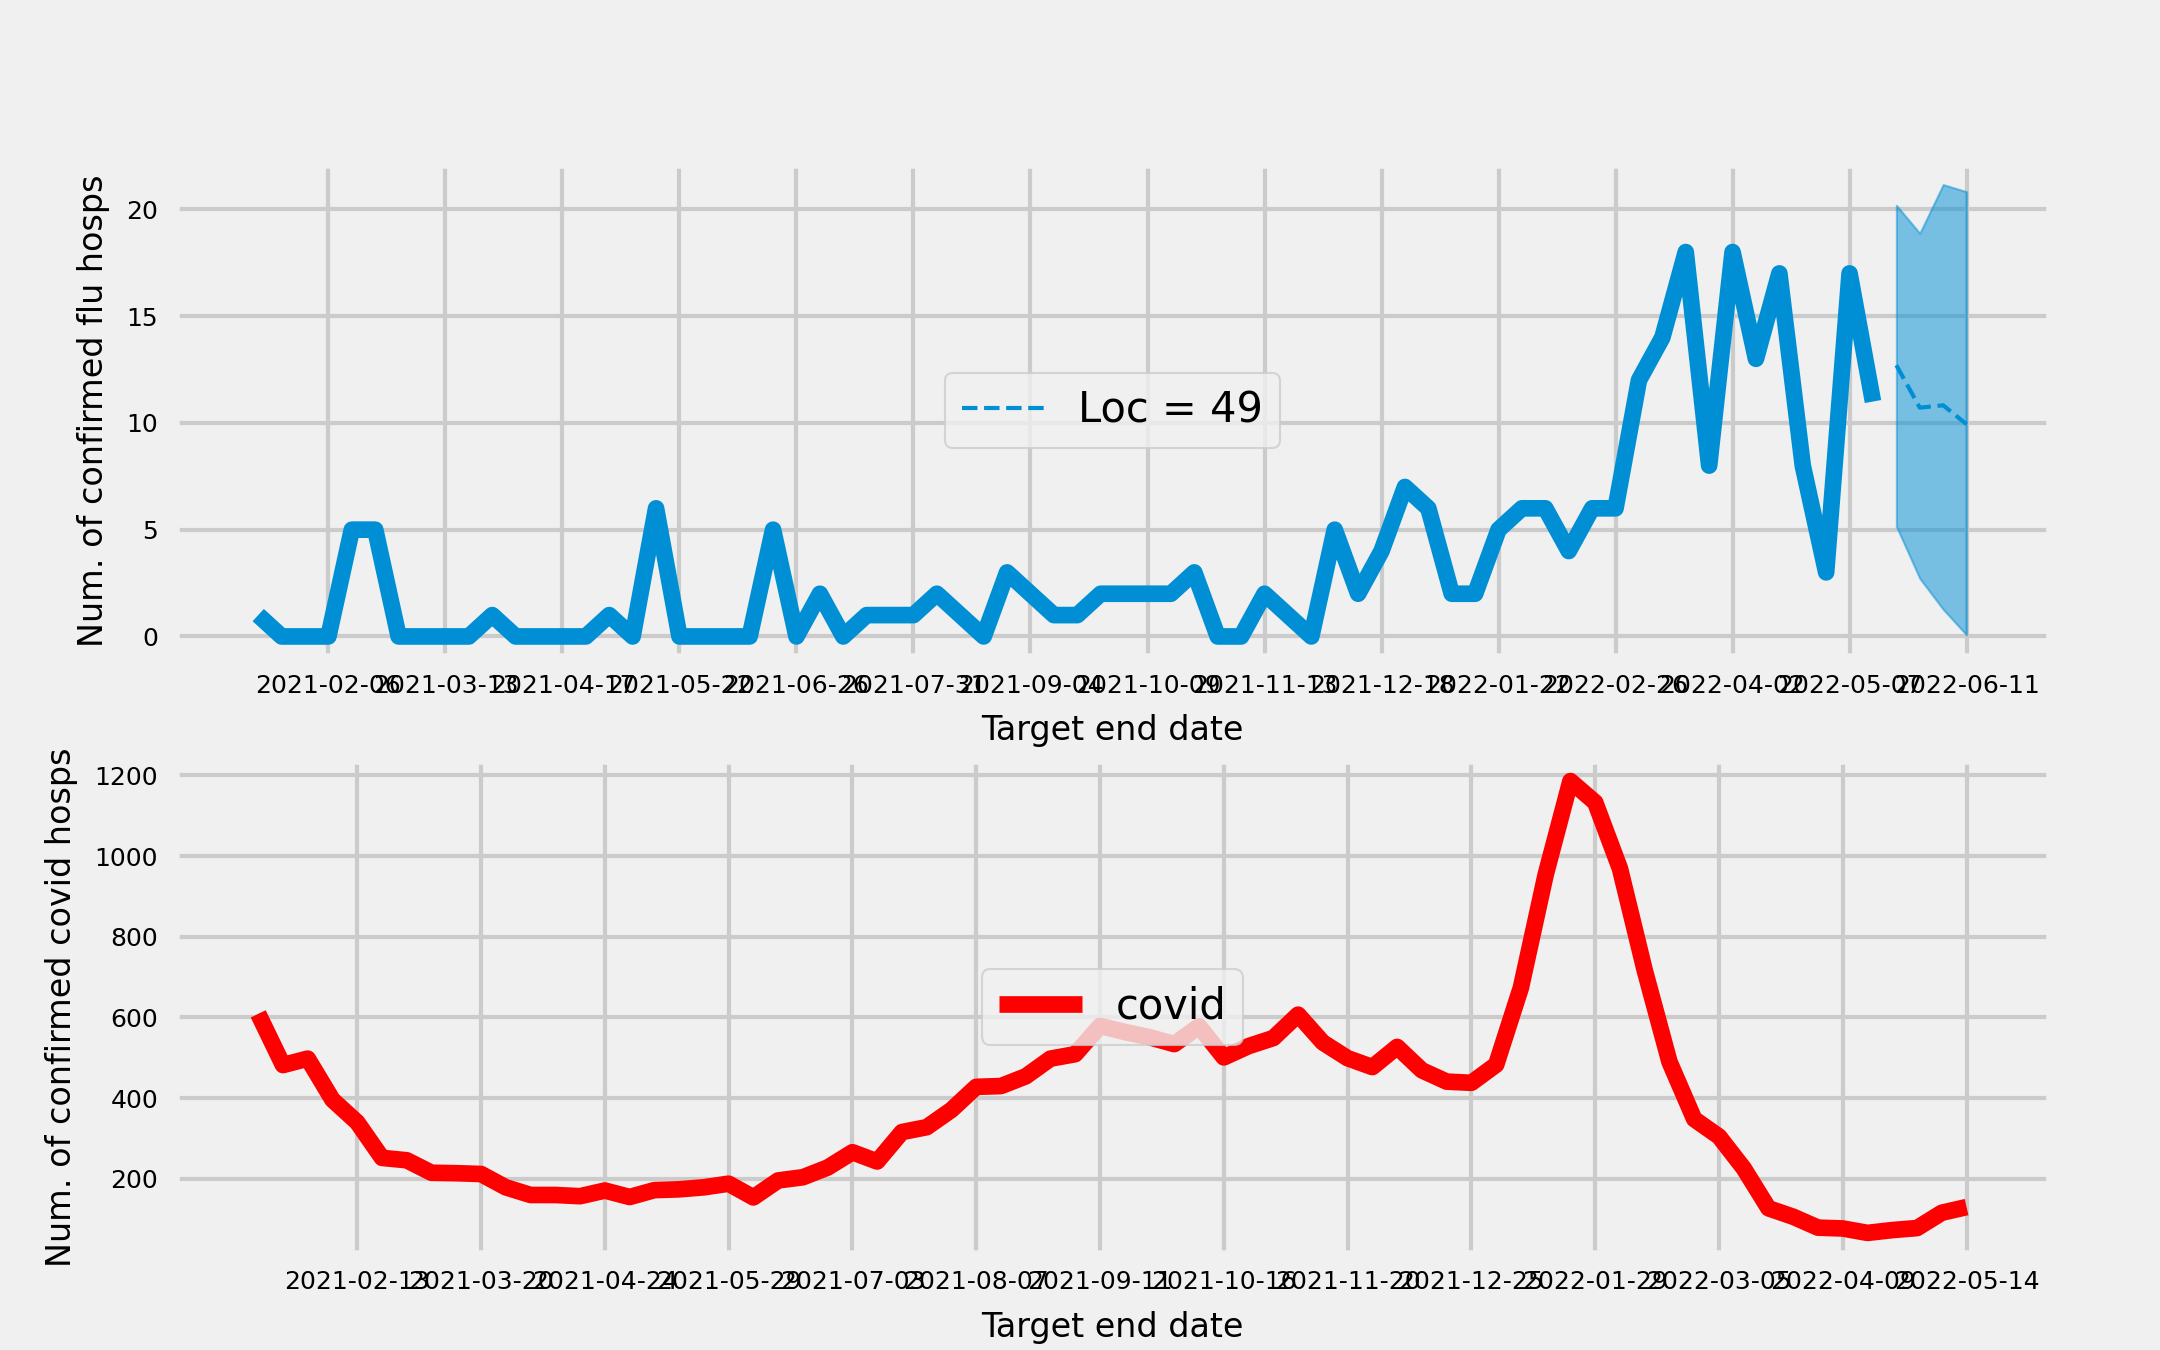 Num. of confirmed flu hosps
20
15
10
5
0
Loc = 49
2021-02-06 2021-03-13 2021-04-17 2021-05-22 2021-06-26 2021-07-31 2021-09-04 2021-10-09 2021-11-13 2021-12-18 2022-01-22 2022-02-26 2022-04-02 2022-05-07 2022-06-11
Target end date
Num. of confirmed covid hosps
1200
1000
800
600
400
200
covid
2021-02-13 2021-03-20 2021-04-24 2021-05-29 2021-07-03 2021-08-07 2021-09-11 2021-10-16 2021-11-20 2021-12-25 2022-01-29 2022-03-05 2022-04-09 2022-05-14
Target end date